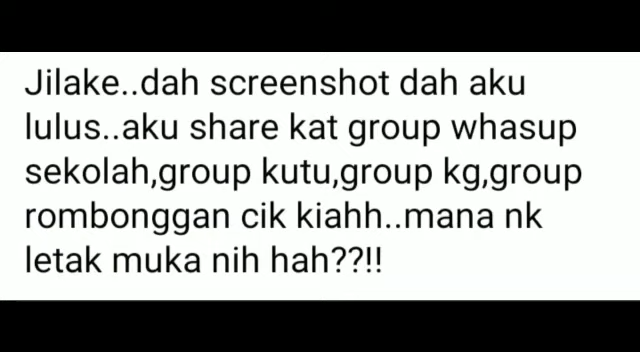 Jilake..dah screenshot dah aku
lulus..aku share kat group whasup
sekolah,group kutu,group kg,group
rombonggan cik kiahh..mana nk
letak muka nih hah??!!